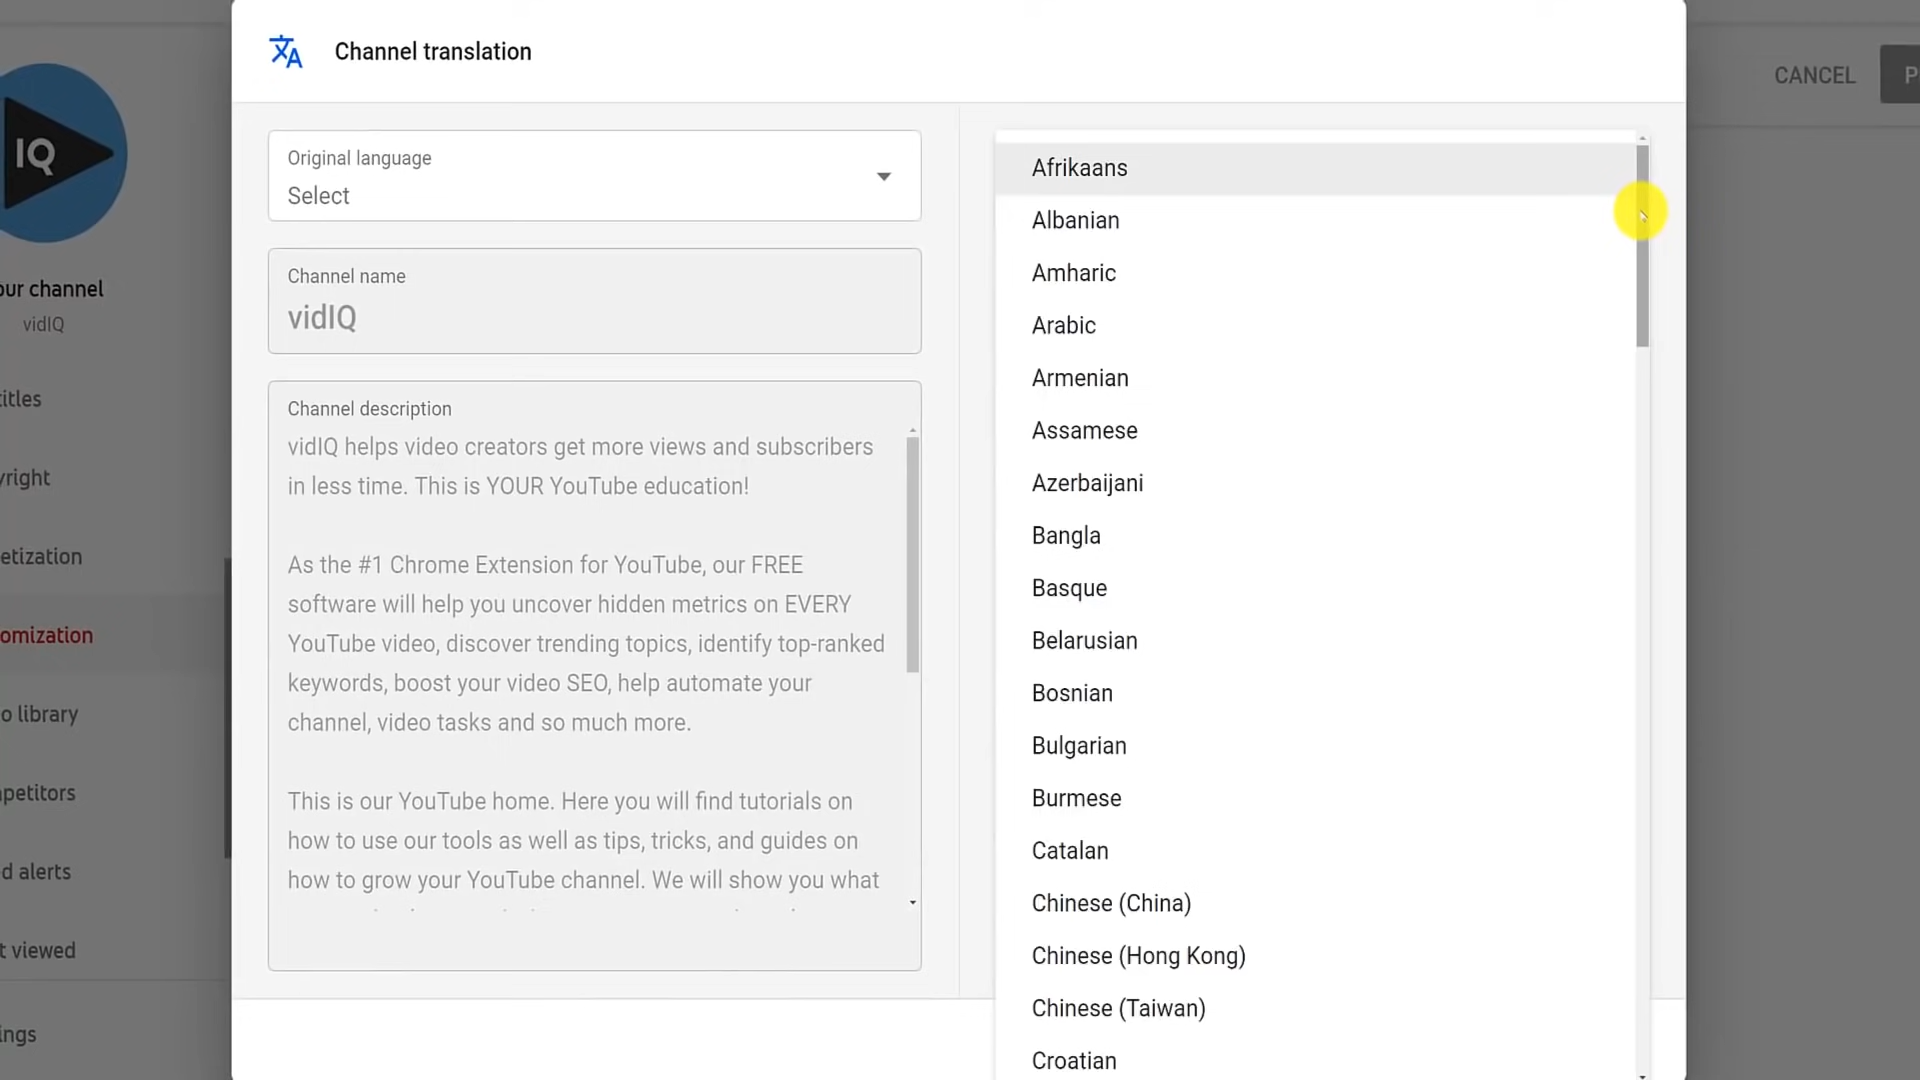 Channel translation
CANCEL
P
IQ
our channel
vidIQ
titles
yright
etization
omization
o library
petitors
d alerts
t viewed
ings
Original language
Select
Channel name
vidIQ
Channel description
vidIQ helps video creators get more views and subscribers
in less time. This is YOUR YouTube education!
As the #1 Chrome Extension for YouTube, our FREE
software will help you uncover hidden metrics on EVERY
YouTube video, discover trending topics, identify top-ranked
keywords, boost your video SEO, help automate your
channel, video tasks and so much more.
This is our YouTube home. Here you will find tutorials on
how to use our tools as well as tips, tricks, and guides on
how to grow your YouTube channel. We will show you what
Afrikaans
Albanian
Amharic
Arabic
Armenian
Assamese
Azerbaijani
Bangla
Basque
Belarusian
Bosnian
Bulgarian
Burmese
Catalan
Chinese (China)
Chinese (Hong Kong)
Chinese (Taiwan)
Croatian